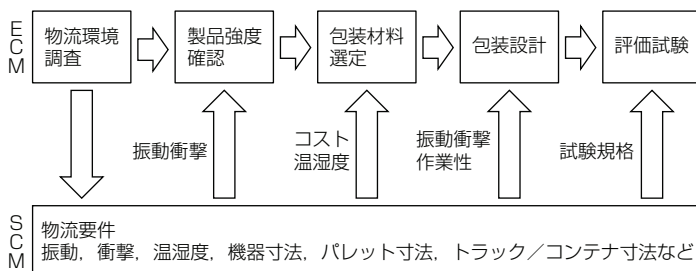 ECM
物流環境
調査
製品強度
確認
包装材料
選定
包装設計
評価試験
振動衝撃
コスト
温湿度
振動衝撃
作業性
試験規格
SCM
物流要件
振動，衝撃，温湿度，機器寸法，パレット寸法，トラック／コンテナ寸法など